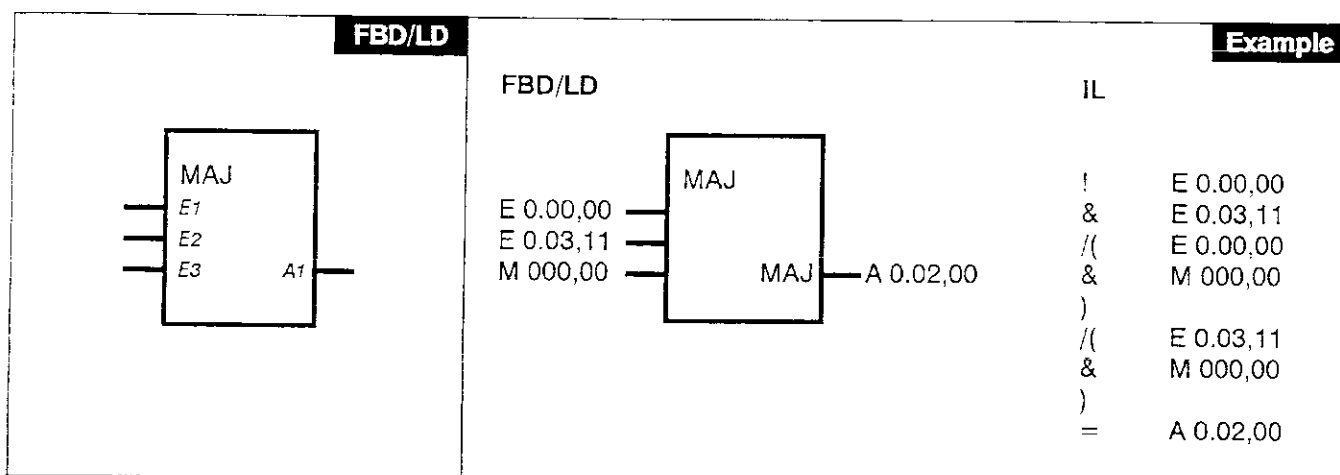 FBD/LD
MAJ
E1
E2
E3 A1
Example
FBD/LD
MAJ
E 0.00,00
E 0.03,11
M 000,00 MAJ A 0.02,00
IL
! E 0.00,00
& E 0.03,11
/( E 0.00,00
& M 000,00
)
/( E 0.03,11
& M 000,00
)
= A 0.02,00